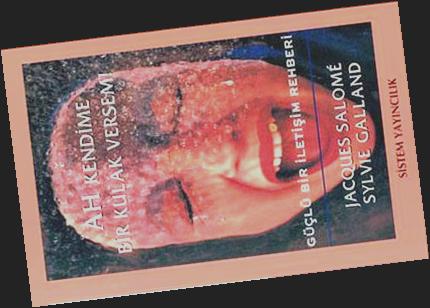 AH KENDİME
BİR KULAK VERSEM!
GÜÇLÜ BİR İLETİŞİM REHBERİ
JACQUES SALOMÉ
SYLVIE GALLAND
SİSTEM YAYINCILIK